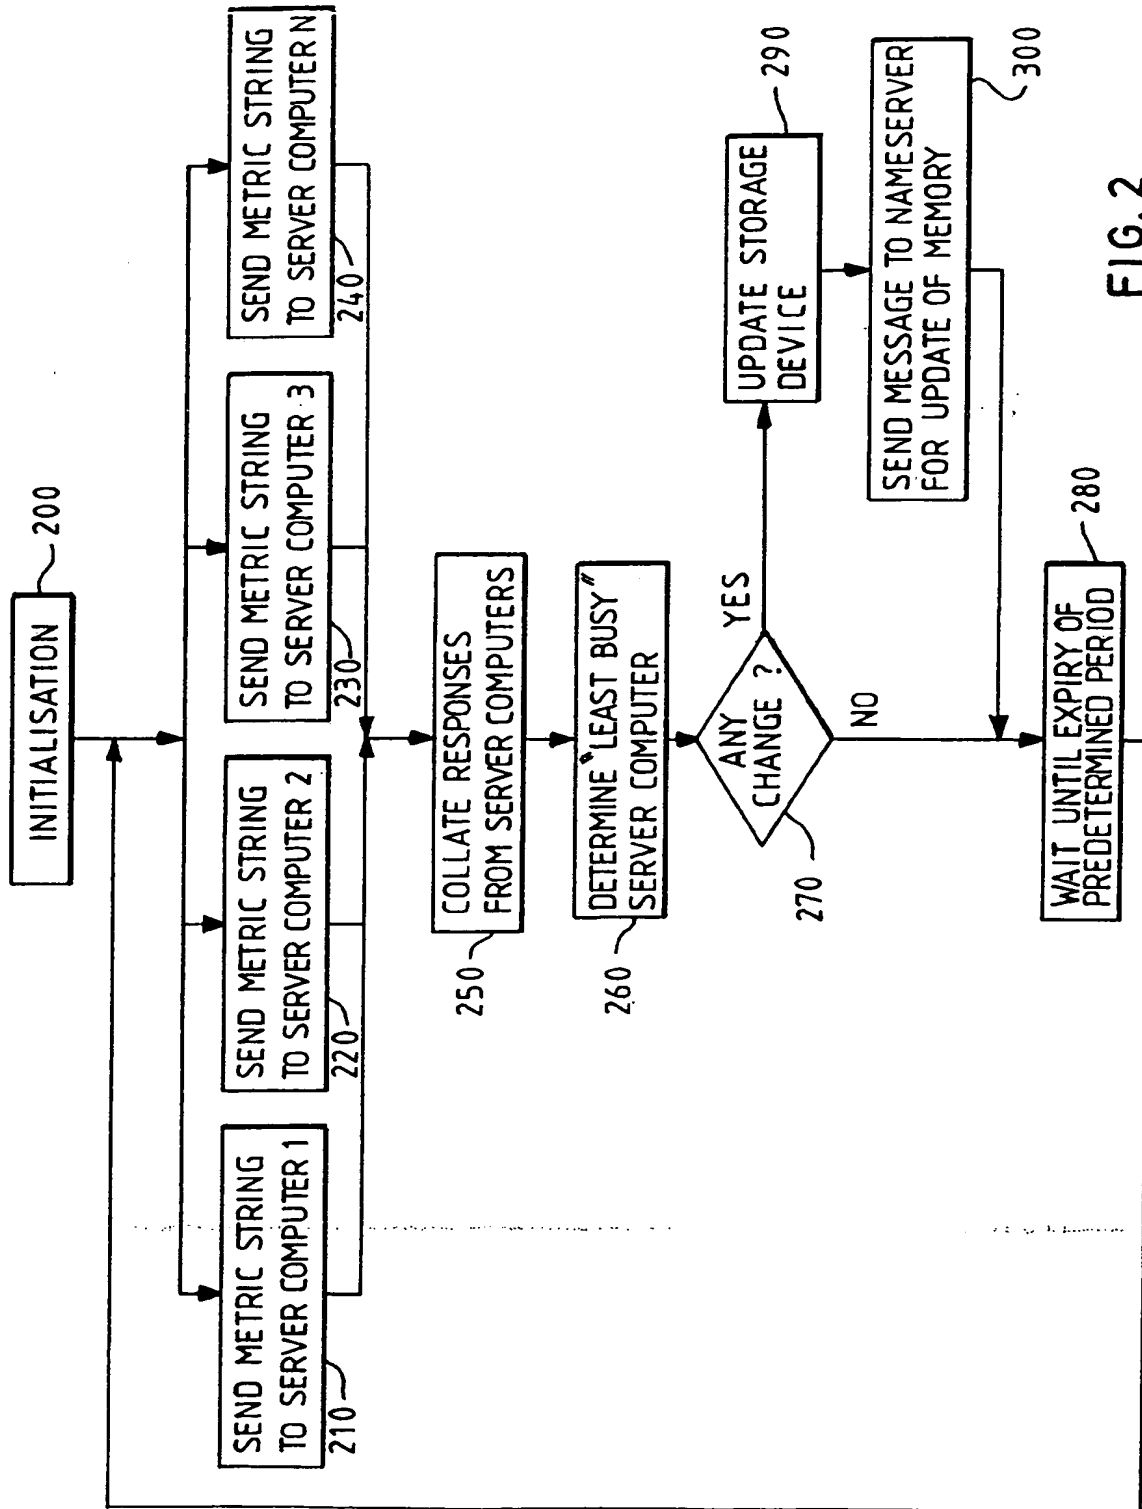 INITIALISATION
200
SEND METRIC STRING
TO SERVER COMPUTER 1
210
SEND METRIC STRING
TO SERVER COMPUTER 2
220
SEND METRIC STRING
TO SERVER COMPUTER 3
230
SEND METRIC STRING
TO SERVER COMPUTER N
240
COLLATE RESPONSES
FROM SERVER COMPUTERS
250
DETERMINE "LEAST BUSY"
SERVER COMPUTER
260
ANY
CHANGE ?
270
YES
NO
UPDATE STORAGE
DEVICE
290
SEND MESSAGE TO NAMESERVER
FOR UPDATE OF MEMORY
300
WAIT UNTIL EXPIRY OF
PREDETERMINED PERIOD
280
FIG. 2